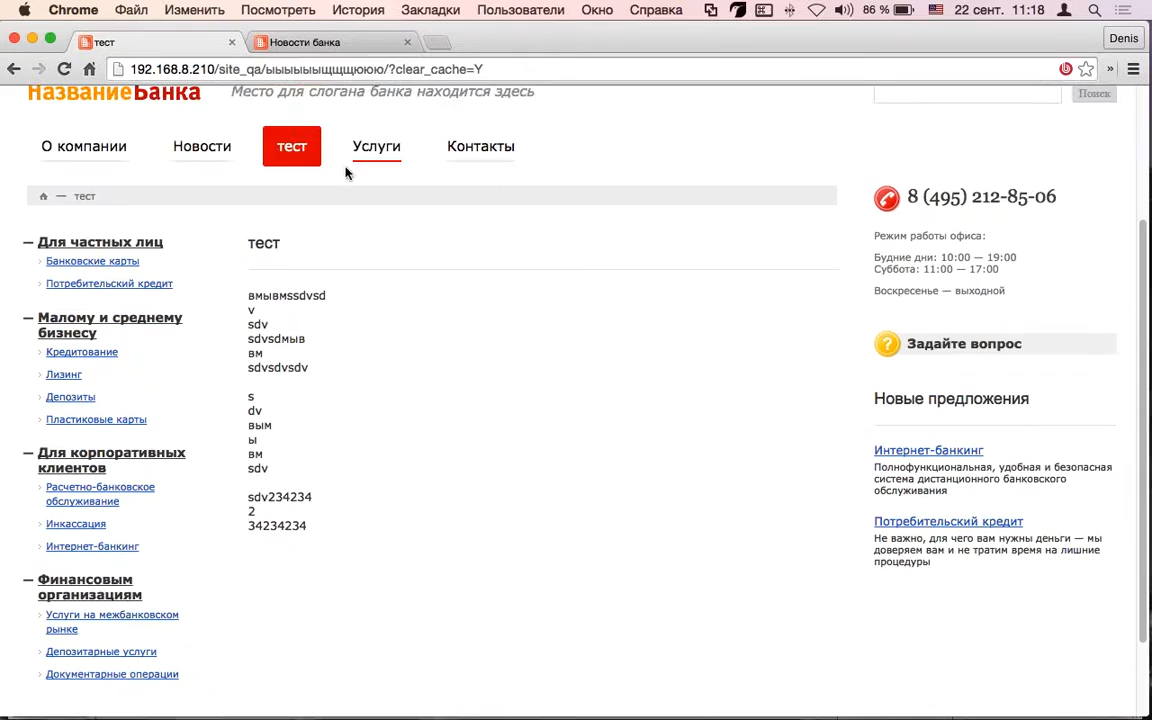 Chrome Файл Изменить Посмотреть История Закладки Пользователи Окно Справка 86 % 22 сент. 11:18
тест Новости банка Denis
192.168.8.210/site_qa/ыыыыыыщщщююю/?clear_cache=Y
НазваниеБанка Место для слогана банка находится здесь Поиск
О компании Новости тест Услуги Контакты
— тест
8 (495) 212-85-06
Режим работы офиса:
Будние дни: 10:00 — 19:00
Суббота: 11:00 — 17:00
Воскресенье — выходной
Задайте вопрос
Новые предложения
Интернет-банкинг
Полнофункциональная, удобная и безопасная
система дистанционного банковского
обслуживания
Потребительский кредит
Не важно, для чего вам нужны деньги — мы
доверяем вам и не тратим время на лишние
процедуры
— Для частных лиц
Банковские карты
Потребительский кредит
— Малому и среднему
бизнесу
Кредитование
Лизинг
Депозиты
Пластиковые карты
— Для корпоративных
клиентов
Расчетно-банковское
обслуживание
Инкассация
Интернет-банкинг
— Финансовым
организациям
Услуги на межбанковском
рынке
Депозитарные услуги
Документарные операции
тест
вмывмssdvsd
v
sdv
sdvsdмыв
вм
sdvsdvsdv
s
dv
вым
ы
вм
sdv
sdv234234
2
34234234